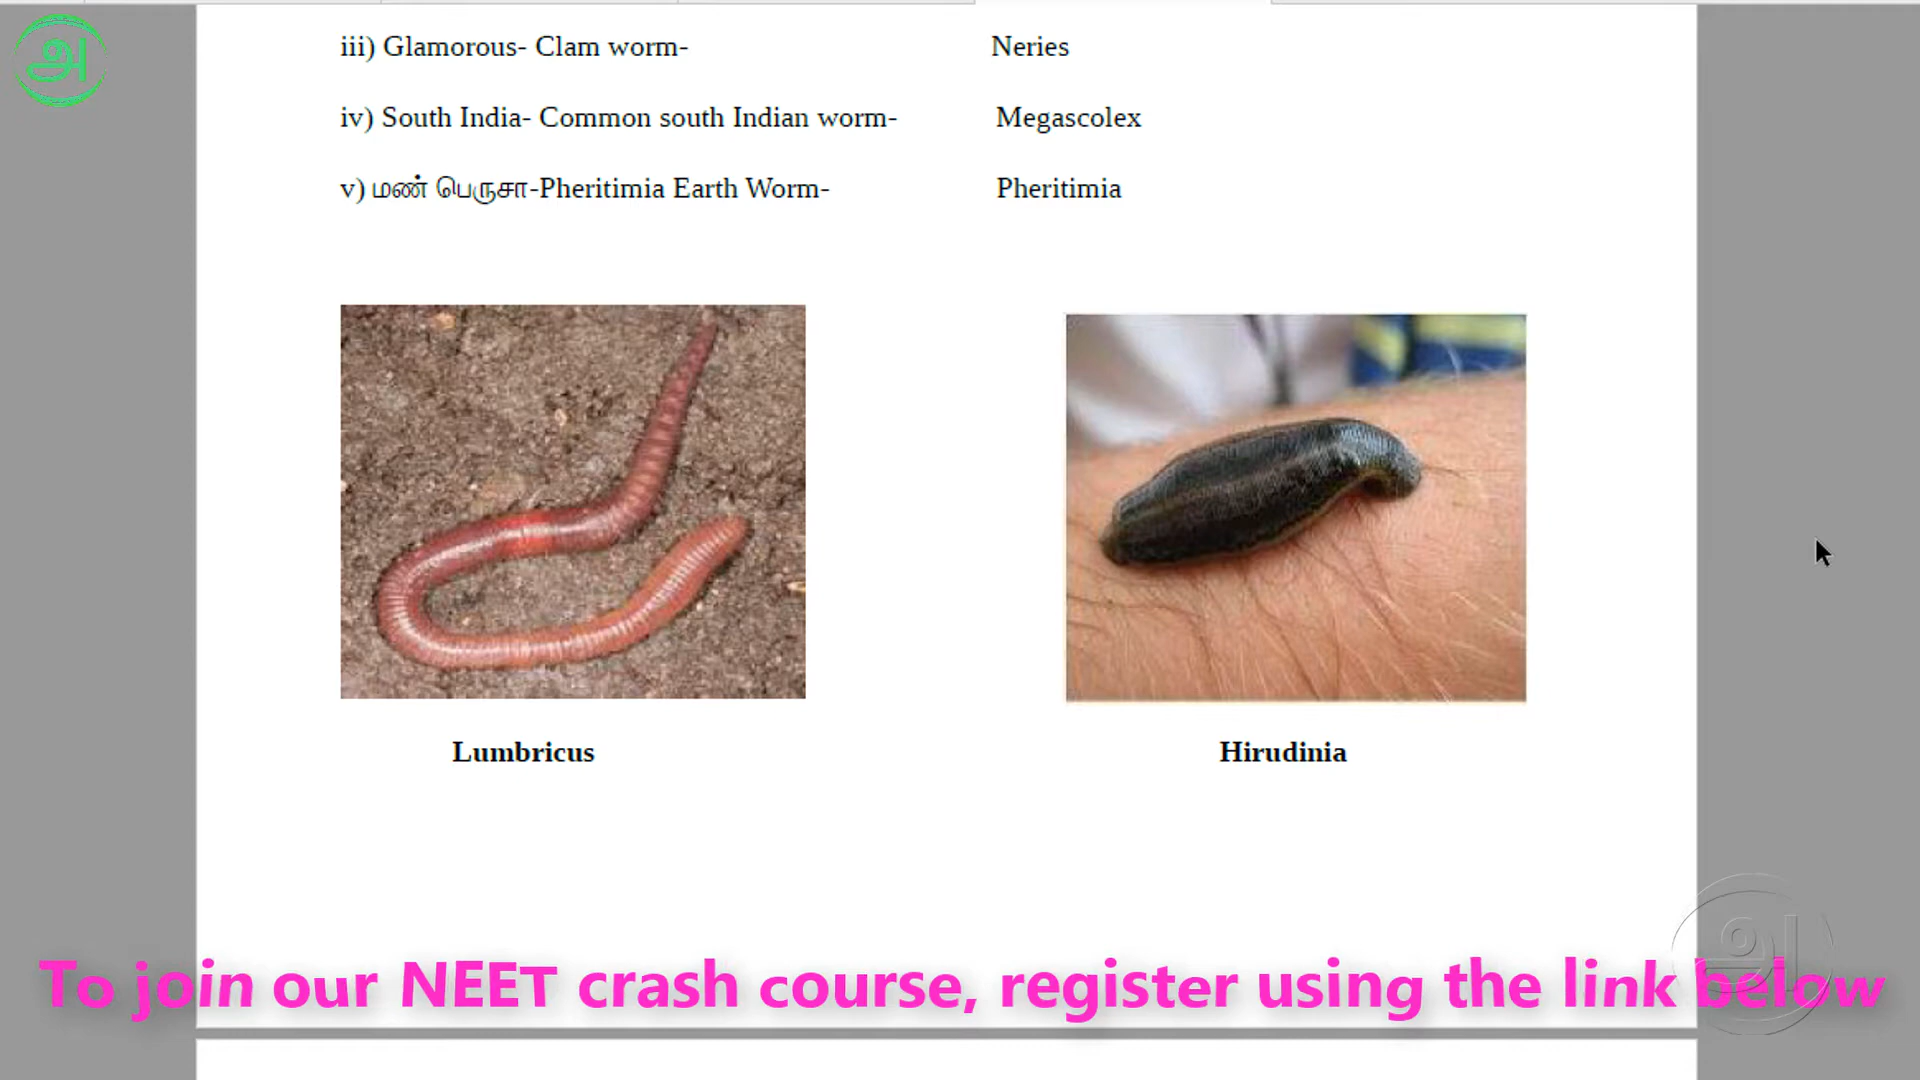 அ
iii) Glamorous- Clam worm- Neries
iv) South India- Common south Indian worm- Megascolex
v) மண் பெருசா-Pheritimia Earth Worm- Pheritimia
Lumbricus Hirudinia
அ
To join our NEET crash course, register using the link below